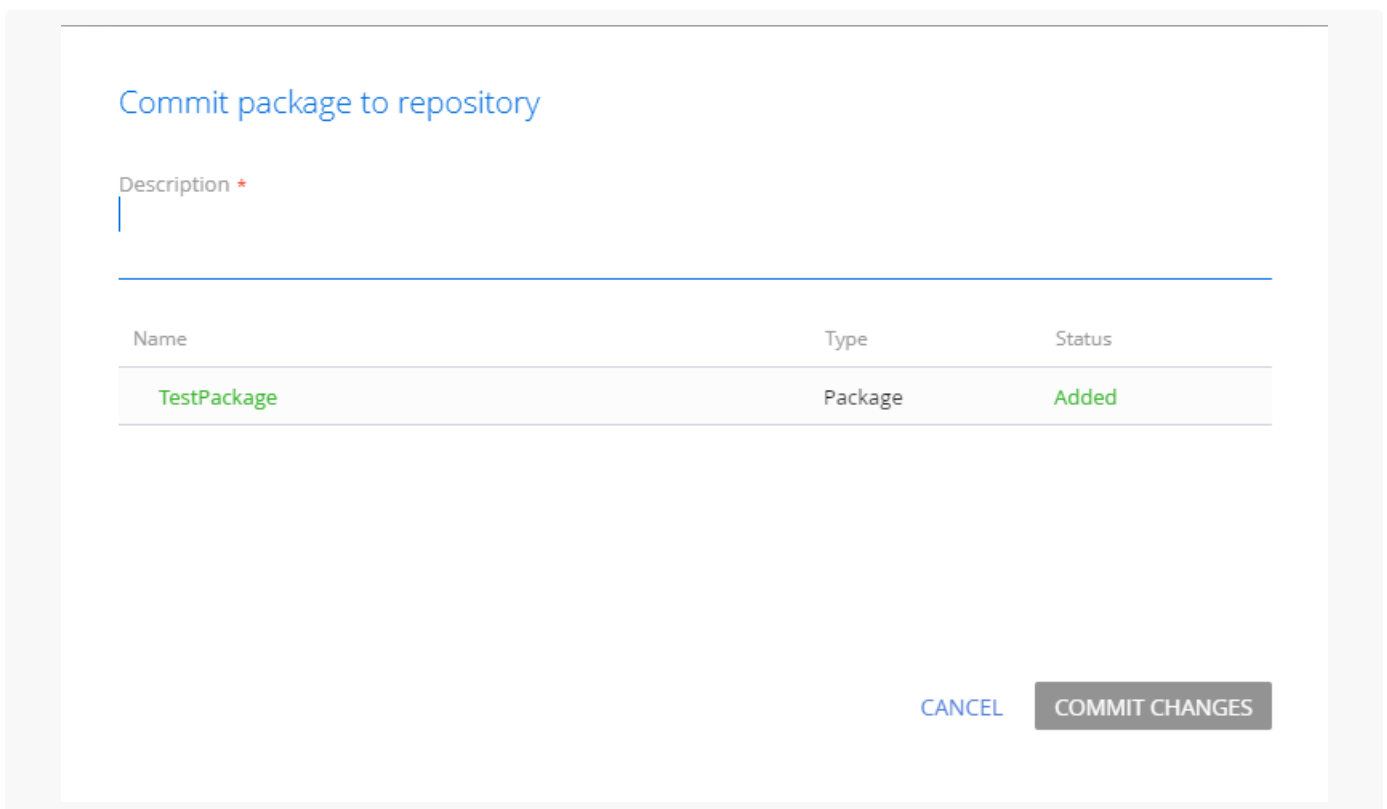 Commit package to repository
Description *
Name Type Status
TestPackage Package Added
CANCEL COMMIT CHANGES